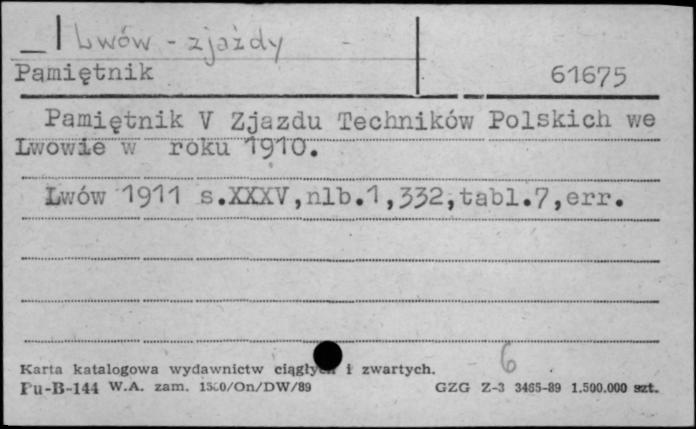 Lwów - zjazdy
Pamiętnik 61675
Pamiętnik V Zjazdu Techników Polskich we
Lwowie w roku 1910.
Lwów 1911 s.XXXV,nlb.1,332,tabl.7,err.
6
Karta katalogowa wydawnictw ciągłych i zwartych.
Pu-B-144 W.A. zam. /On/DW/89 GZG Z-3 3465-89 1.500.000 szt.